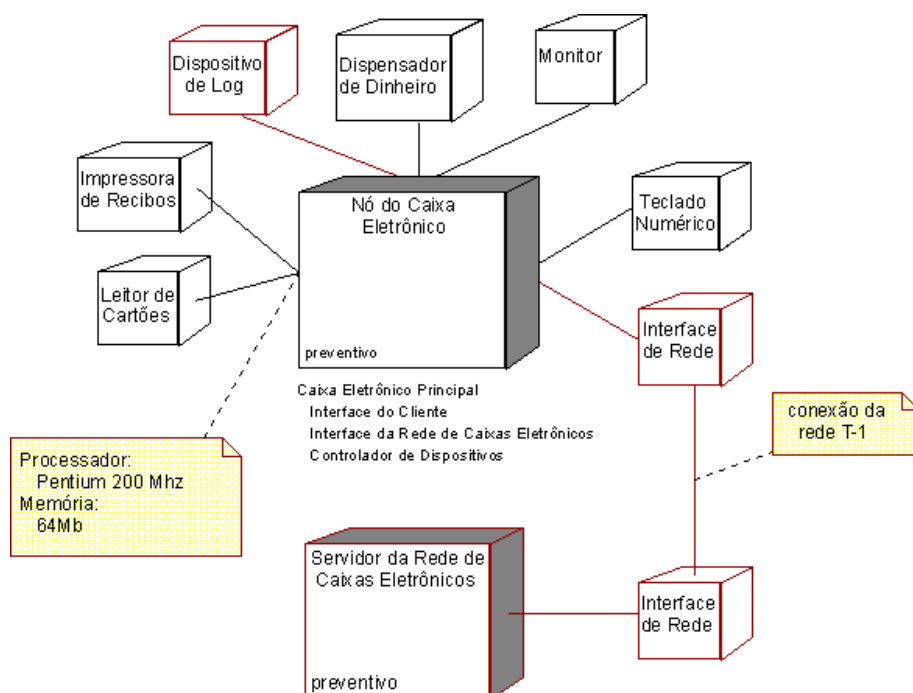 Dispositivo
de Log
Dispensador
de Dinheiro
Monitor
Impressora
de Recibos
Nó do Caixa
Eletrônico
Teclado
Numérico
Leitor de
Cartões
Interface
de Rede
preventivo
Caixa Eletrônico Principal
Interface do Cliente
Interface da Rede de Caixas Eletrônicos
Controlador de Dispositivos
conexão da
rede T-1
Processador:
Pentium 200 Mhz
Memória:
64Mb
Servidor da Rede de
Caixas Eletrônicos
Interface
de Rede
preventivo